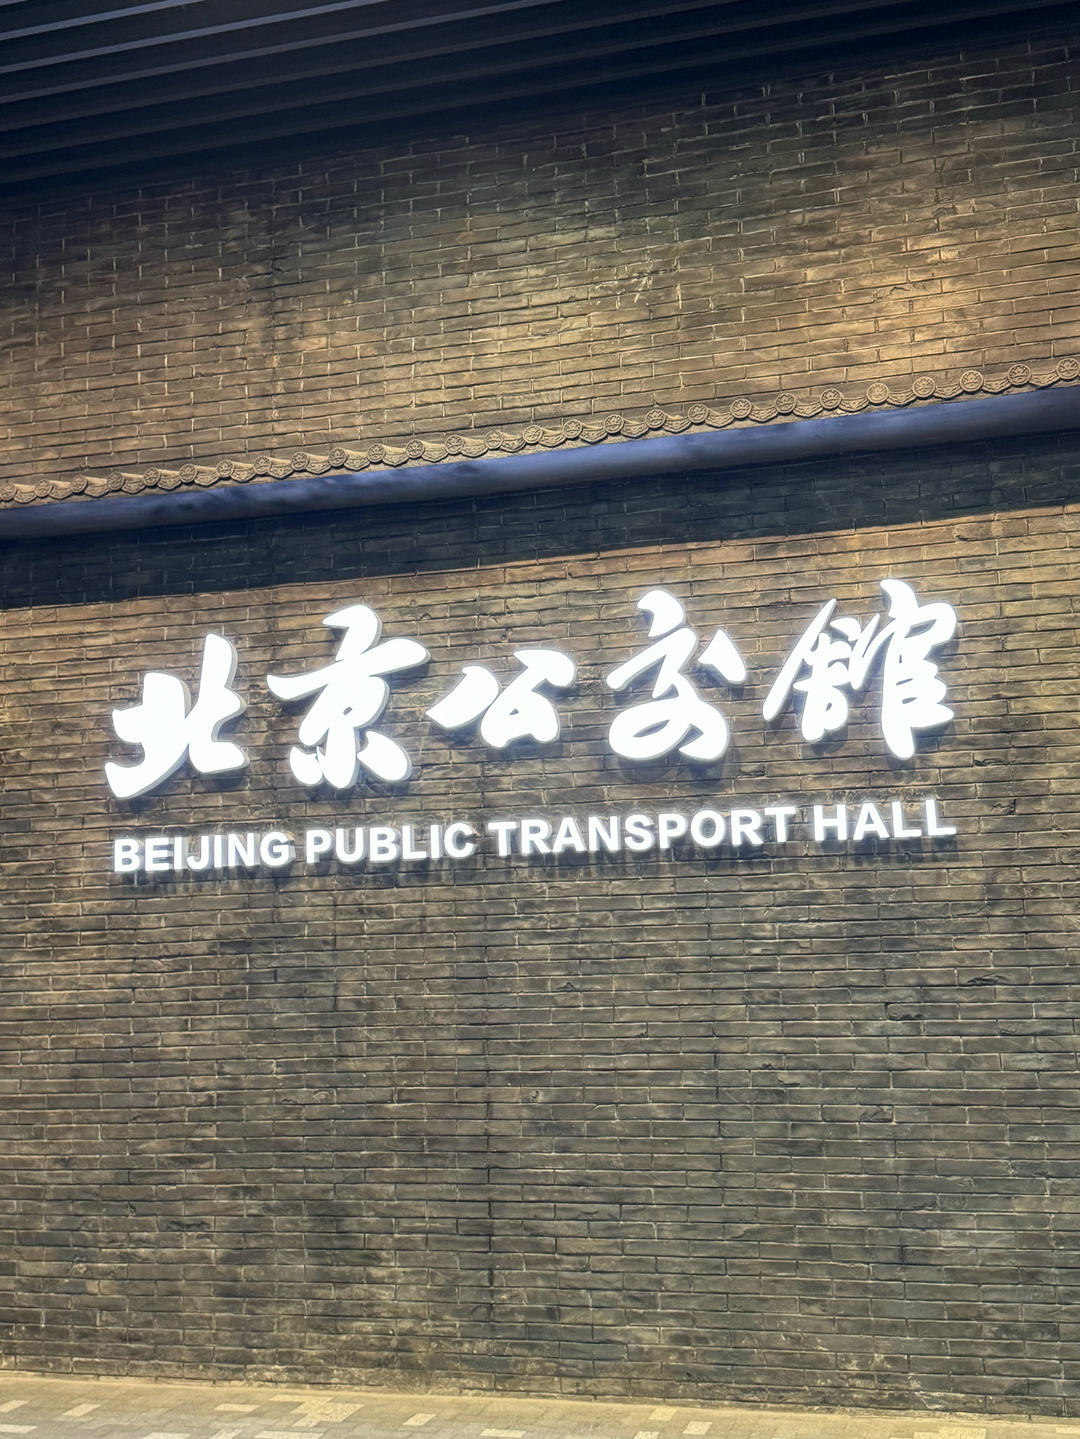 北京公交館
BEIJING PUBLIC TRANSPORT HALL